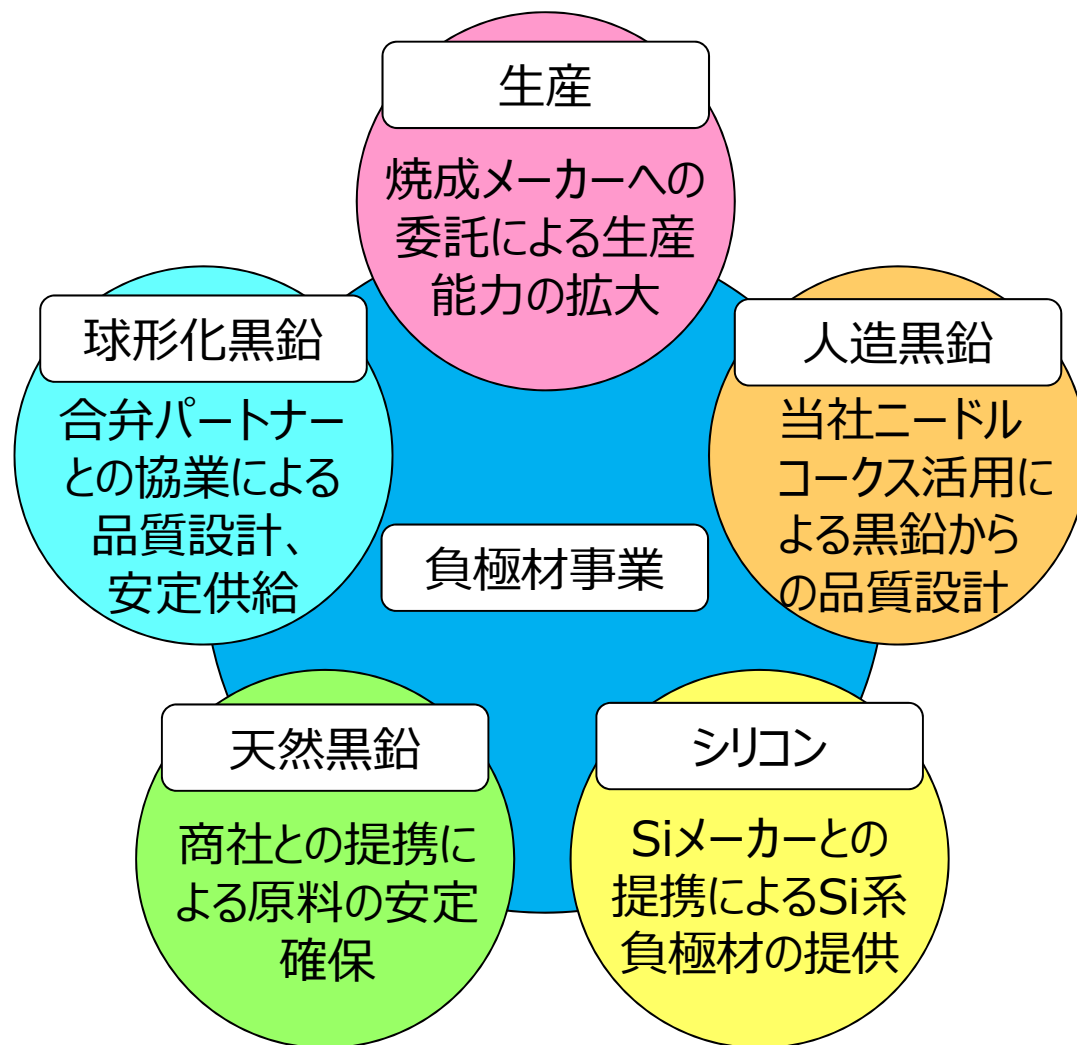 生産
焼成メーカーへの
委託による生産
能力の拡大
球形化黒鉛
合弁パートナー
との協業による
品質設計、
安定供給
人造黒鉛
当社ニードル
コークス活用に
よる黒鉛から
の品質設計
負極材事業
天然黒鉛
商社との提携に
よる原料の安定
確保
シリコン
Siメーカーとの
提携によるSi系
負極材の提供